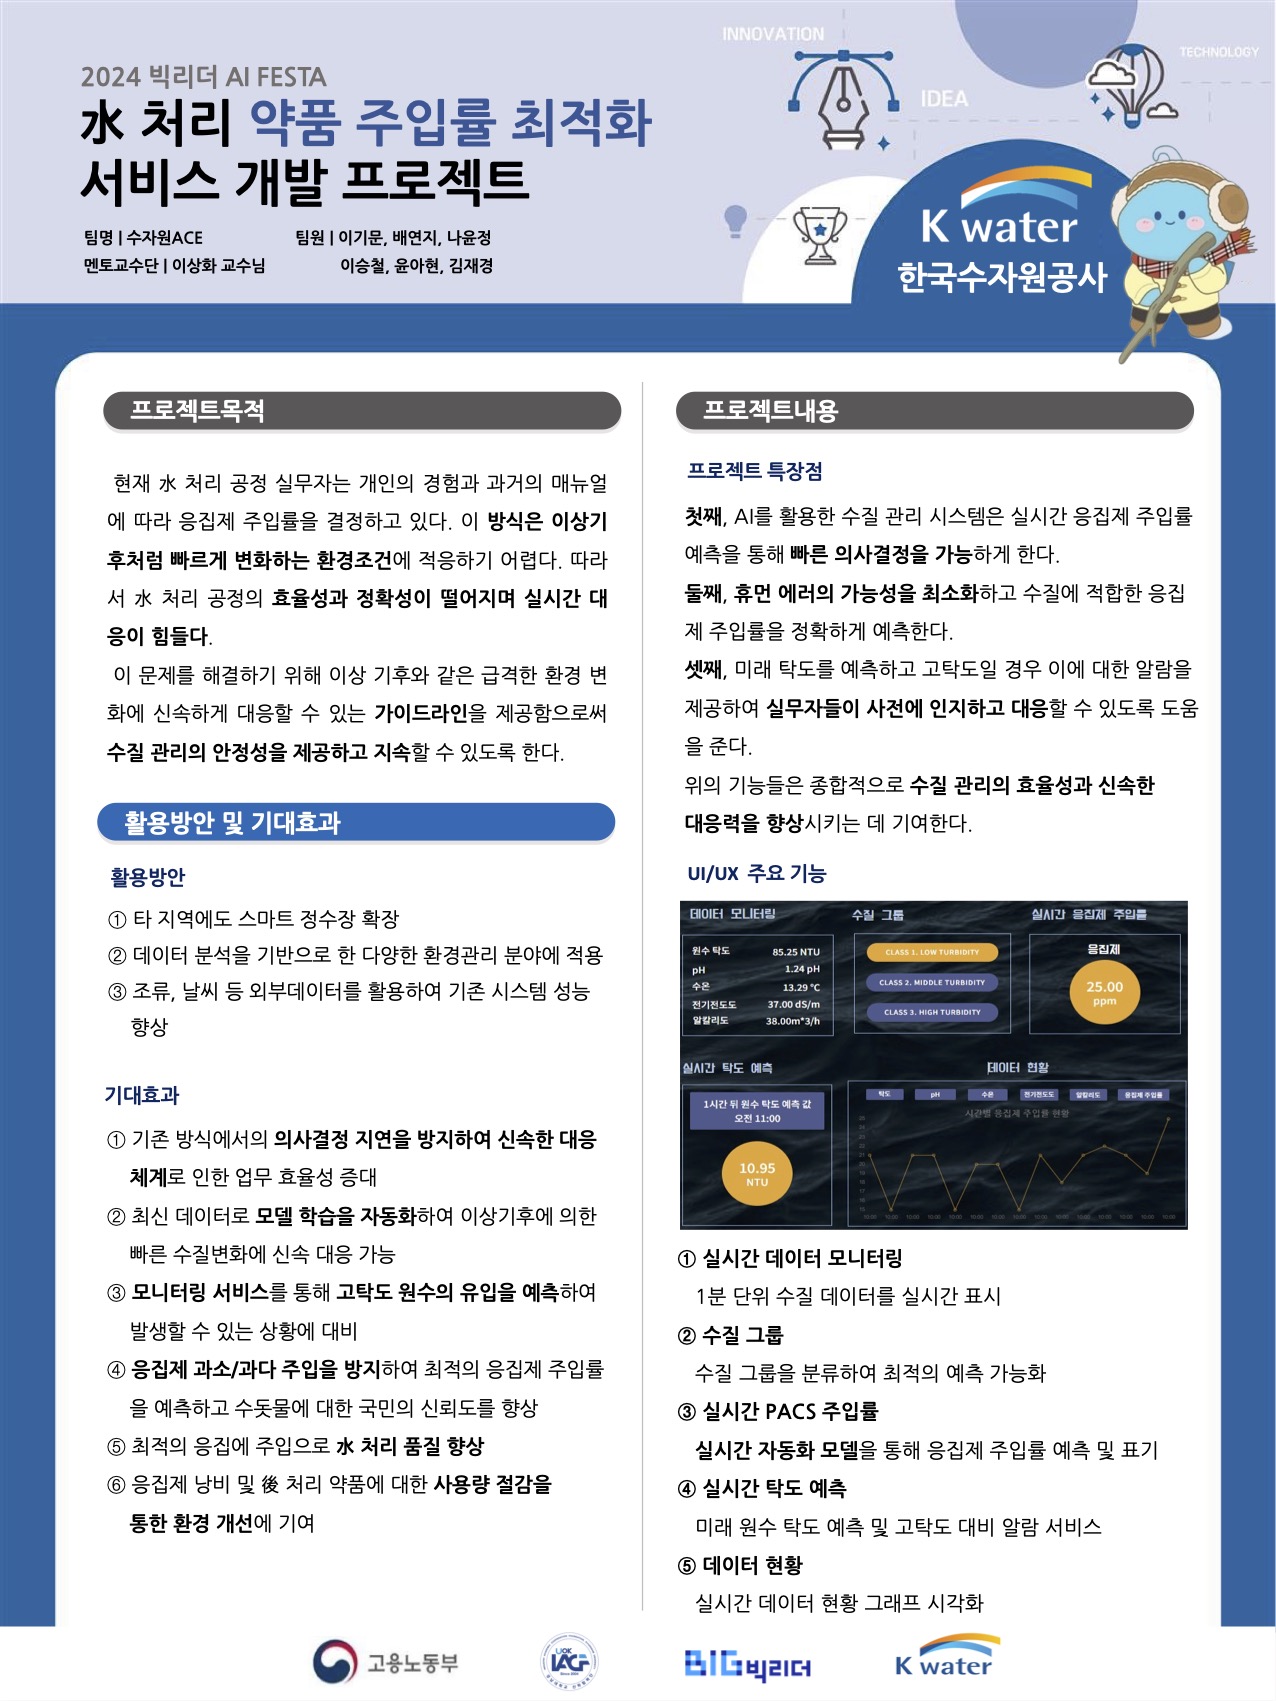 INNOVATION
TECHNOLOGY
IDEA
2024 빅리더 AI FESTA
水 처리 약품 주입률 최적화
서비스 개발 프로젝트
팀명 | 수자원ACE
팀원 | 이기문, 배연지, 나윤정
멘토교수단 | 이상화 교수님
이승철, 윤아현, 김재경
K water
한국수자원공사
프로젝트목적
현재 水 처리 공정 실무자는 개인의 경험과 과거의 매뉴얼
에 따라 응집제 주입률을 결정하고 있다. 이 방식은 이상기
후처럼 빠르게 변화하는 환경조건에 적응하기 어렵다. 따라
서 水 처리 공정의 효율성과 정확성이 떨어지며 실시간 대
응이 힘들다.
이 문제를 해결하기 위해 이상 기후와 같은 급격한 환경 변
화에 신속하게 대응할 수 있는 가이드라인을 제공함으로써
수질 관리의 안정성을 제공하고 지속할 수 있도록 한다.
활용방안 및 기대효과
활용방안
① 타 지역에도 스마트 정수장 확장
② 데이터 분석을 기반으로 한 다양한 환경관리 분야에 적용
③ 조류, 날씨 등 외부데이터를 활용하여 기존 시스템 성능
향상
기대효과
① 기존 방식에서의 의사결정 지연을 방지하여 신속한 대응
체계로 인한 업무 효율성 증대
② 최신 데이터로 모델 학습을 자동화하여 이상기후에 의한
빠른 수질변화에 신속 대응 가능
③ 모니터링 서비스를 통해 고탁도 원수의 유입을 예측하여
발생할 수 있는 상황에 대비
④ 응집제 과소/과다 주입을 방지하여 최적의 응집제 주입률
을 예측하고 수돗물에 대한 국민의 신뢰도를 향상
⑤ 최적의 응집에 주입으로 水 처리 품질 향상
⑥ 응집제 낭비 및 後 처리 약품에 대한 사용량 절감을
통한 환경 개선에 기여
프로젝트내용
프로젝트 특장점
첫째, AI를 활용한 수질 관리 시스템은 실시간 응집제 주입률
예측을 통해 빠른 의사결정을 가능하게 한다.
둘째, 휴먼 에러의 가능성을 최소화하고 수질에 적합한 응집
제 주입률을 정확하게 예측한다.
셋째, 미래 탁도를 예측하고 고탁도일 경우 이에 대한 알람을
제공하여 실무자들이 사전에 인지하고 대응할 수 있도록 도움
을 준다.
위의 기능들은 종합적으로 수질 관리의 효율성과 신속한
대응력을 향상시키는 데 기여한다.
UI/UX 주요 기능
데이터 모니터링
수질 그룹
실시간 응집제 주입률
원수 탁도 85.25 NTU
pH 1.24 pH
수온 13.29 ℃
전기전도도 37.00 dS/m
알칼리도 38.00m*3/h
CLASS 1. LOW TURBIDITY
CLASS 2. MIDDLE TURBIDITY
CLASS 3. HIGH TURBIDITY
응집제
25.00
ppm
실시간 탁도 예측
데이터 현황
1시간 뒤 원수 탁도 예측 값
오전 11:00
10.95
NTU
탁도 pH 수온 전기전도도 알칼리도 응집제 주입률
시간별 응집제 주입률 현황
① 실시간 데이터 모니터링
1분 단위 수질 데이터를 실시간 표시
② 수질 그룹
수질 그룹을 분류하여 최적의 예측 가능화
③ 실시간 PACS 주입률
실시간 자동화 모델을 통해 응집제 주입률 예측 및 표기
④ 실시간 탁도 예측
미래 원수 탁도 예측 및 고탁도 대비 알람 서비스
⑤ 데이터 현황
실시간 데이터 현황 그래프 시각화
고용노동부
IACF
BIG빅리더
K water